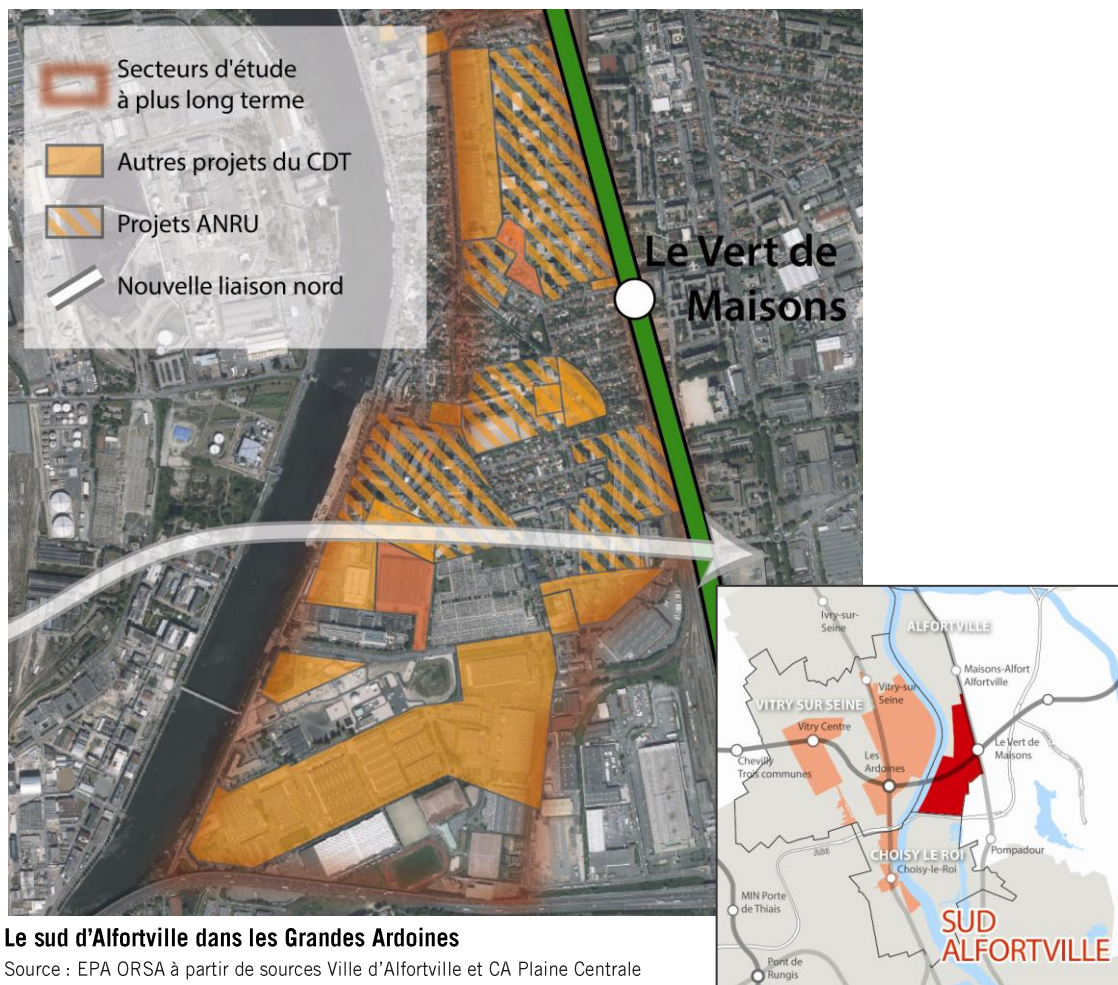 Secteurs d'étude
à plus long terme
Autres projets du CDT
Projets ANRU
Nouvelle liaison nord
Le Vert de
Maisons
Ivry-sur-
Seine
ALFORTVILLE
Maisons-Alfort
Alfortville
Vitry-sur-
Seine
VITRY SUR SEINE
Vitry Centre
Le Vert de
Maisons
Les
Ardoines
Chevilly
Trois communes
A86
Pompadour
CHOISY LE ROI
Choisy-le-Roi
MIN Porte
de Thiais
SUD
ALFORTVILLE
Pont de
Rungis
Le sud d'Alfortville dans les Grandes Ardoines
Source : EPA ORSA à partir de sources Ville d'Alfortville et CA Plaine Centrale